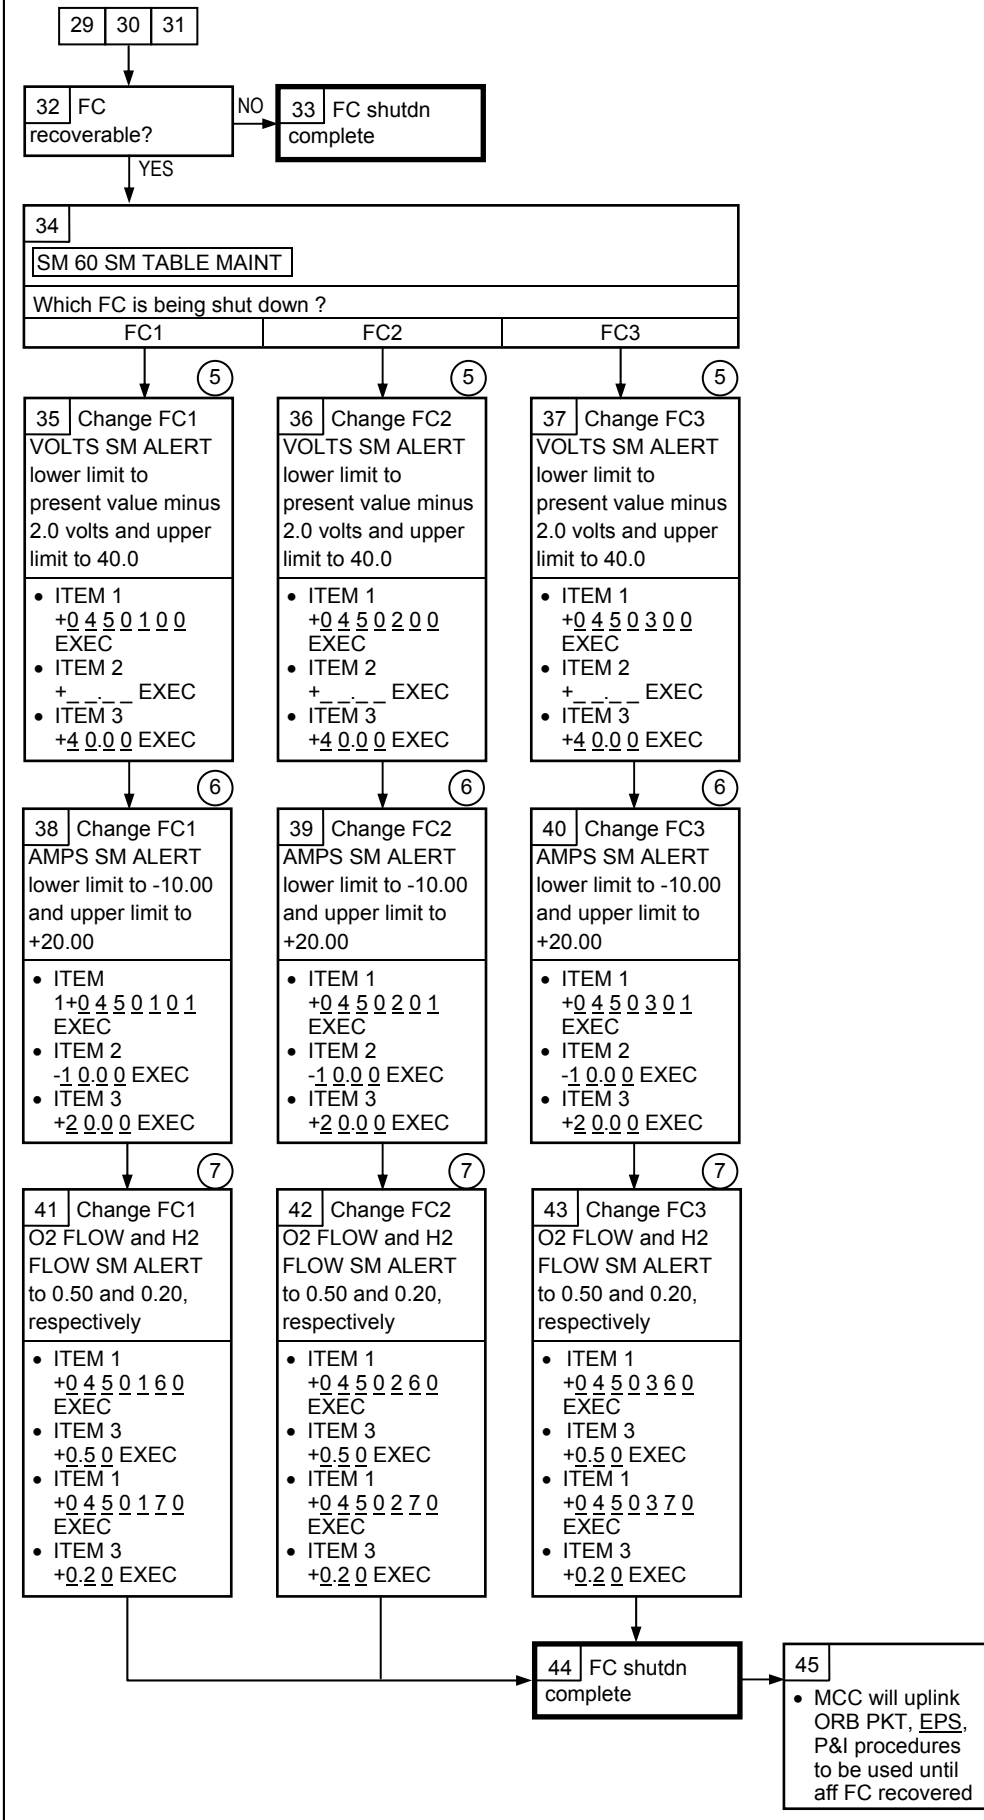 29 30 31
32 FC
recoverable?
NO
33 FC shutdn
complete
YES
34
SM 60 SM TABLE MAINT
Which FC is being shut down ?
FC1 FC2 FC3
5
35 Change FC1
VOLTS SM ALERT
lower limit to
present value minus
2.0 volts and upper
limit to 40.0
• ITEM 1
+0 4 5 0 1 0 0
EXEC
• ITEM 2
+_ _._ _ EXEC
• ITEM 3
+4 0.0 0 EXEC
5
36 Change FC2
VOLTS SM ALERT
lower limit to
present value minus
2.0 volts and upper
limit to 40.0
• ITEM 1
+0 4 5 0 2 0 0
EXEC
• ITEM 2
+_ _._ _ EXEC
• ITEM 3
+4 0.0 0 EXEC
5
37 Change FC3
VOLTS SM ALERT
lower limit to
present value minus
2.0 volts and upper
limit to 40.0
• ITEM 1
+0 4 5 0 3 0 0
EXEC
• ITEM 2
+_ _._ _ EXEC
• ITEM 3
+4 0.0 0 EXEC
6
38 Change FC1
AMPS SM ALERT
lower limit to -10.00
and upper limit to
+20.00
• ITEM
1+0 4 5 0 1 0 1
EXEC
• ITEM 2
-1 0.0 0 EXEC
• ITEM 3
+2 0.0 0 EXEC
6
39 Change FC2
AMPS SM ALERT
lower limit to -10.00
and upper limit to
+20.00
• ITEM 1
+0 4 5 0 2 0 1
EXEC
• ITEM 2
-1 0.0 0 EXEC
• ITEM 3
+2 0.0 0 EXEC
6
40 Change FC3
AMPS SM ALERT
lower limit to -10.00
and upper limit to
+20.00
• ITEM 1
+0 4 5 0 3 0 1
EXEC
• ITEM 2
-1 0.0 0 EXEC
• ITEM 3
+2 0.0 0 EXEC
7
41 Change FC1
O2 FLOW and H2
FLOW SM ALERT
to 0.50 and 0.20,
respectively
• ITEM 1
+0 4 5 0 1 6 0
EXEC
• ITEM 3
+0.5 0 EXEC
• ITEM 1
+0 4 5 0 1 7 0
EXEC
• ITEM 3
+0.2 0 EXEC
7
42 Change FC2
O2 FLOW and H2
FLOW SM ALERT
to 0.50 and 0.20,
respectively
• ITEM 1
+0 4 5 0 2 6 0
EXEC
• ITEM 3
+0.5 0 EXEC
• ITEM 1
+0 4 5 0 2 7 0
EXEC
• ITEM 3
+0.2 0 EXEC
7
43 Change FC3
O2 FLOW and H2
FLOW SM ALERT
to 0.50 and 0.20,
respectively
• ITEM 1
+0 4 5 0 3 6 0
EXEC
• ITEM 3
+0.5 0 EXEC
• ITEM 1
+0 4 5 0 3 7 0
EXEC
• ITEM 3
+0.2 0 EXEC
44 FC shutdn
complete
45
• MCC will uplink
ORB PKT, EPS,
P&I procedures
to be used until
aff FC recovered